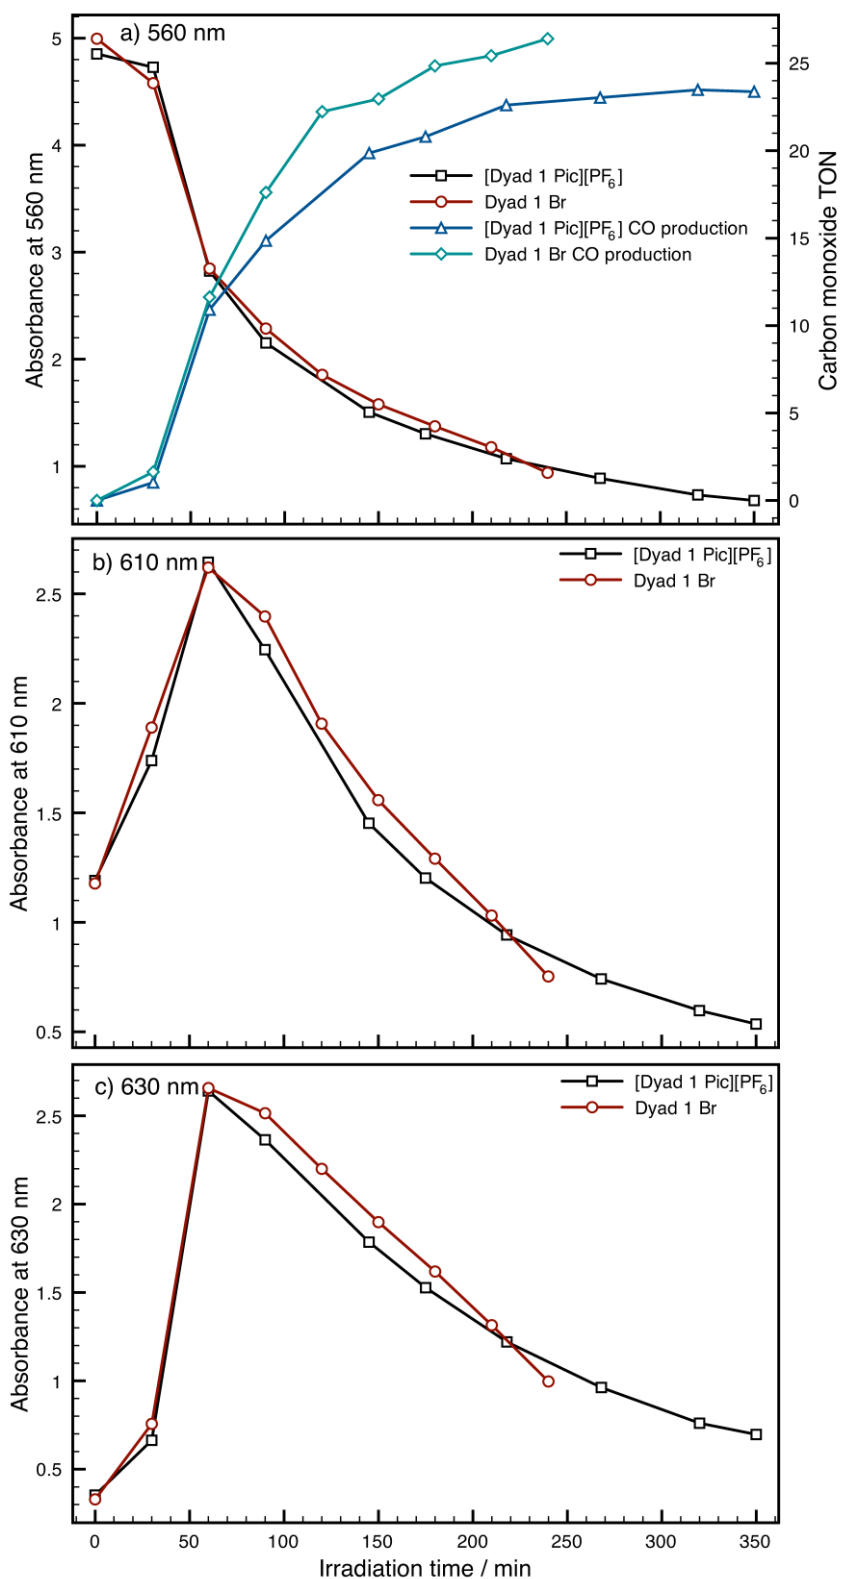 a) 560 nm
5
4
3
2
1
Absorbance at 560 nm
25
20
15
10
5
0
Carbon monoxide TON
[Dyad 1 Pic][PF6]
Dyad 1 Br
[Dyad 1 Pic][PF6] CO production
Dyad 1 Br CO production
b) 610 nm
[Dyad 1 Pic][PF6]
Dyad 1 Br
2.5
2
1.5
1
0.5
Absorbance at 610 nm
c) 630 nm
[Dyad 1 Pic][PF6]
Dyad 1 Br
2.5
2
1.5
1
0.5
Absorbance at 630 nm
0 50 100 150 200 250 300 350
Irradiation time / min